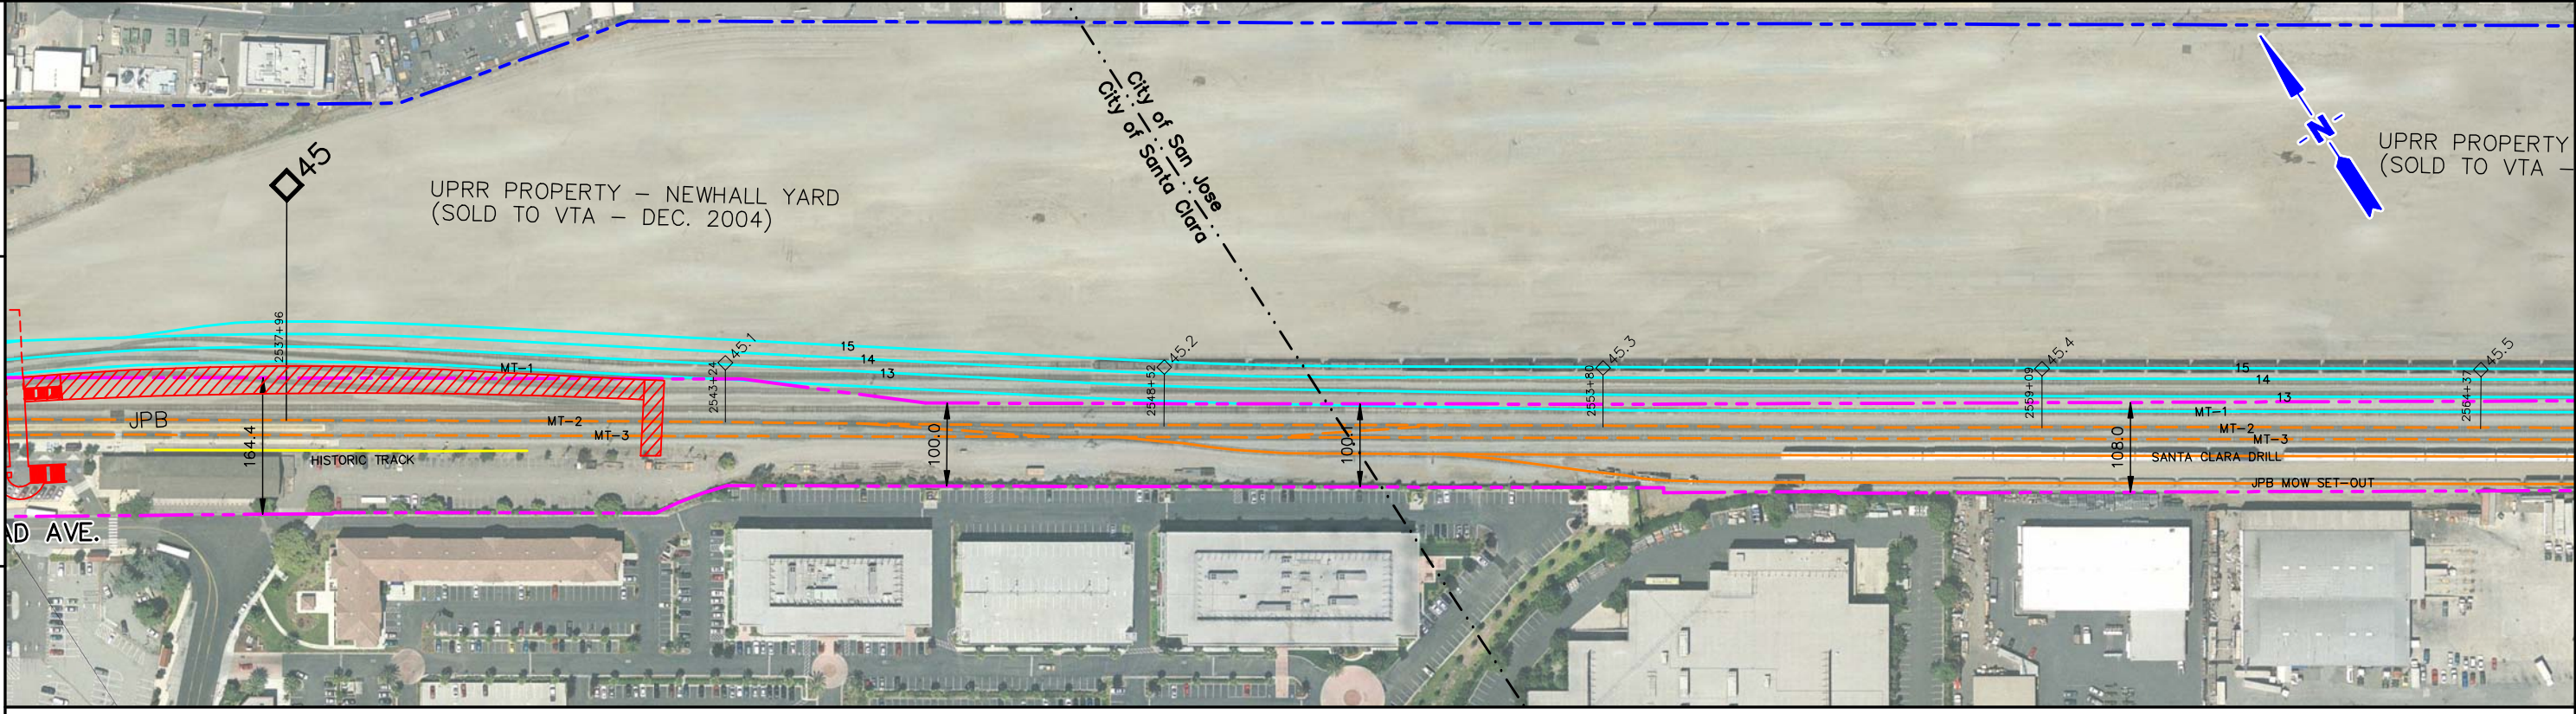 45
UPRR PROPERTY - NEWHALL YARD
(SOLD TO VTA - DEC. 2004)
City of San Jose
City of Santa Clara
N
UPRR PROPERTY
(SOLD TO VTA -
2537+96
2543+24
45.1
2548+52
45.2
2553+80
45.3
2559+09
45.4
2564+37
45.5
15
14
13
MT-1
MT-2
MT-3
JPB
HISTORIC TRACK
164.4
100.0
100.1
108.0
15
14
13
MT-1
MT-2
MT-3
SANTA CLARA DRILL
JPB MOW SET-OUT
AD AVE.